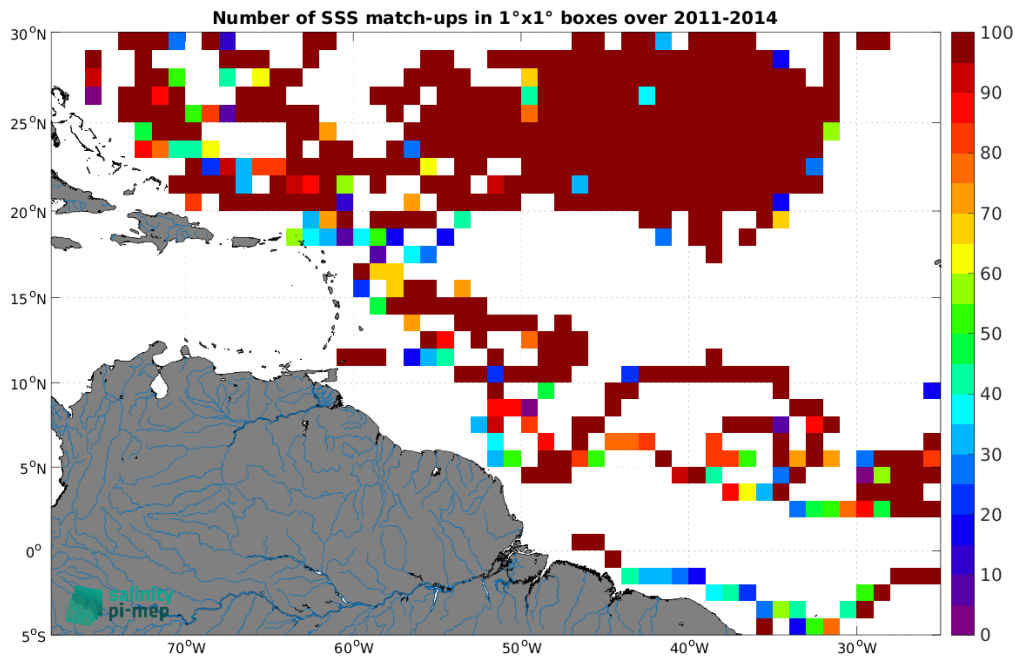 Number of SSS match-ups in 1°x1° boxes over 2011-2014
30°N
25°N
20°N
15°N
10°N
5°N
0°
5°S
70°W
60°W
50°W
40°W
30°W
100
90
80
70
60
50
40
30
20
10
0
salinity
pi-mep